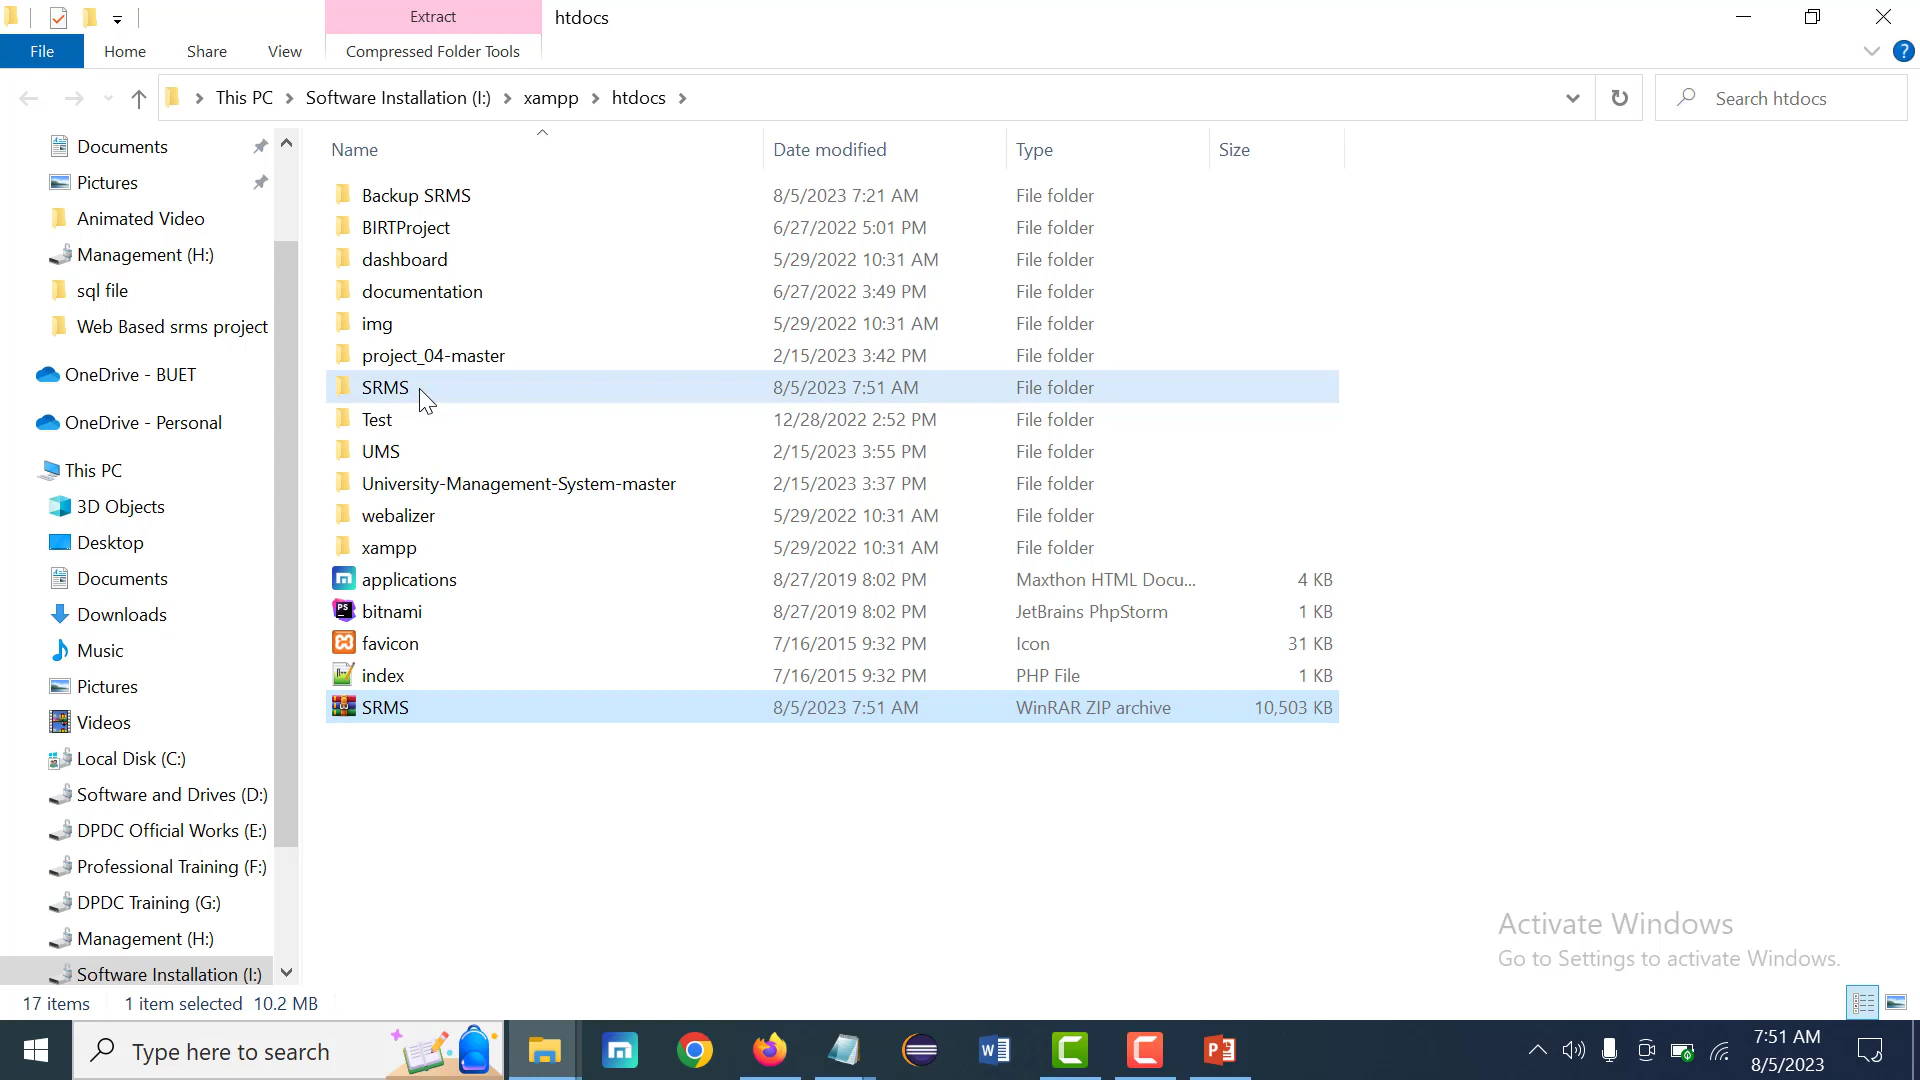 Extract
htdocs
File
Home
Share
View
Compressed Folder Tools
This PC
Software Installation (I:)
xampp
htdocs
Search htdocs
Documents
Pictures
Animated Video
Management (H:)
sql file
Web Based srms project
OneDrive - BUET
OneDrive - Personal
This PC
3D Objects
Desktop
Documents
Downloads
Music
Pictures
Videos
Local Disk (C:)
Software and Drives (D:)
DPDC Official Works (E:)
Professional Training (F:)
DPDC Training (G:)
Management (H:)
Software Installation (I:)
Name Date modified Type Size
Backup SRMS 8/5/2023 7:21 AM File folder
BIRTProject 6/27/2022 5:01 PM File folder
dashboard 5/29/2022 10:31 AM File folder
documentation 6/27/2022 3:49 PM File folder
img 5/29/2022 10:31 AM File folder
project_04-master 2/15/2023 3:42 PM File folder
SRMS 8/5/2023 7:51 AM File folder
Test 12/28/2022 2:52 PM File folder
UMS 2/15/2023 3:55 PM File folder
University-Management-System-master 2/15/2023 3:37 PM File folder
webalizer 5/29/2022 10:31 AM File folder
xampp 5/29/2022 10:31 AM File folder
applications 8/27/2019 8:02 PM Maxthon HTML Docu... 4 KB
bitnami 8/27/2019 8:02 PM JetBrains PhpStorm 1 KB
favicon 7/16/2015 9:32 PM Icon 31 KB
index 7/16/2015 9:32 PM PHP File 1 KB
SRMS 8/5/2023 7:51 AM WinRAR ZIP archive 10,503 KB
Activate Windows
Go to Settings to activate Windows.
17 items 1 item selected 10.2 MB
Type here to search
7:51 AM
8/5/2023